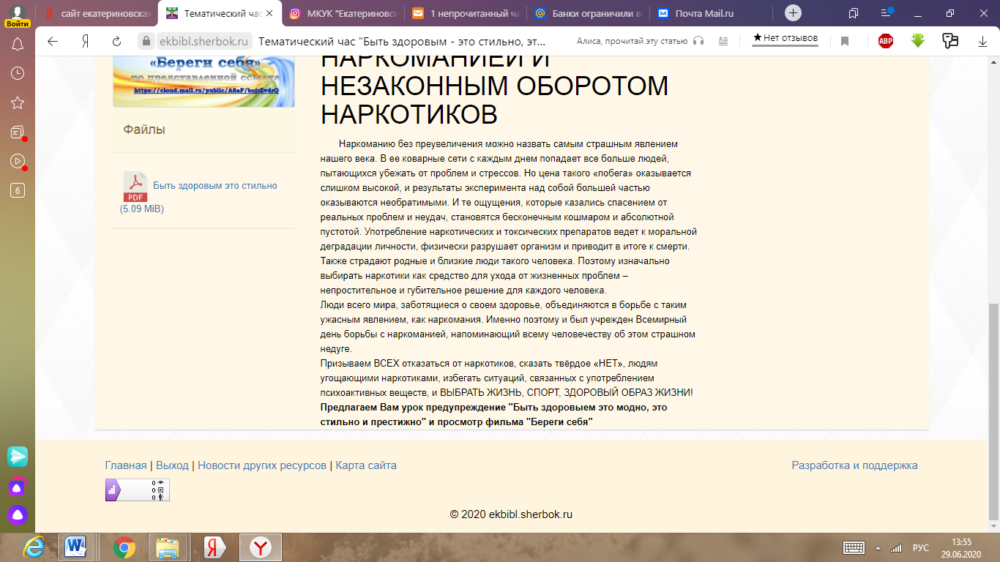 сайт екатериновская
Тематический час
МКУК "Екатериновск
1 непрочитанный ча
Банки ограничили в
Почта Mail.ru
Войти
ekbibl.sherbok.ru
Тематический час "Быть здоровым - это стильно, эт...
Алиса, прочитай эту статью
★ Нет отзывов
ABP
6
«Береги себя»
по представленной ссылке
Файлы
PDF
Быть здоровым это стильно
(5.09 MiB)
НАРКОМАНИЕЙ И
НЕЗАКОННЫМ ОБОРОТОМ
НАРКОТИКОВ
Наркоманию без преувеличения можно назвать самым страшным явлением
нашего века. В ее коварные сети с каждым днем попадает все больше людей,
пытающихся убежать от проблем и стрессов. Но цена такого «побега» оказывается
слишком высокой, и результаты эксперимента над собой большей частью
оказываются необратимыми. И те ощущения, которые казались спасением от
реальных проблем и неудач, становятся бесконечным кошмаром и абсолютной
пустотой. Употребление наркотических и токсических препаратов ведет к моральной
деградации личности, физически разрушает организм и приводит в итоге к смерти.
Также страдают родные и близкие люди такого человека. Поэтому изначально
выбирать наркотики как средство для ухода от жизненных проблем –
непростительное и губительное решение для каждого человека.
Люди всего мира, заботящиеся о своем здоровье, объединяются в борьбе с таким
ужасным явлением, как наркомания. Именно поэтому и был учрежден Всемирный
день борьбы с наркоманией, напоминающий всему человечеству об этом страшном
недуге.
Призываем ВСЕХ отказаться от наркотиков, сказать твёрдое «НЕТ», людям
угощающими наркотиками, избегать ситуаций, связанных с употреблением
психоактивных веществ, и ВЫБРАТЬ ЖИЗНЬ, СПОРТ, ЗДОРОВЫЙ ОБРАЗ ЖИЗНИ!
Предлагаем Вам урок предупреждение "Быть здоровыем это модно, это
стильно и престижно" и просмотр фильма "Береги себя"
Главная | Выход | Новости других ресурсов | Карта сайта
Разработка и поддержка
0
0
0
© 2020 ekbibl.sherbok.ru
РУС
13:55
29.06.2020